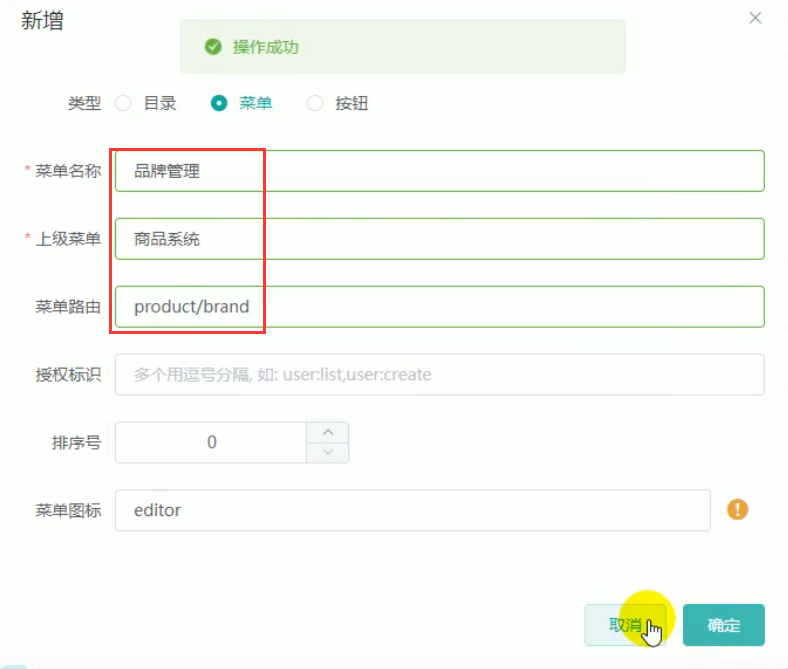 新增
操作成功
类型 目录 菜单 按钮
* 菜单名称 品牌管理
* 上级菜单 商品系统
菜单路由 product/brand
授权标识 多个用逗号分隔, 如: user:list,user:create
排序号 0
菜单图标 editor
取消 确定